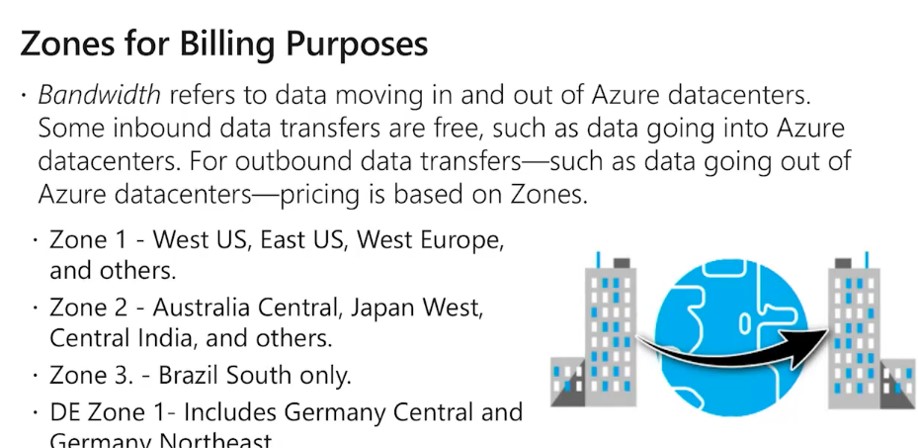 Zones for Billing Purposes
· Bandwidth refers to data moving in and out of Azure datacenters.
Some inbound data transfers are free, such as data going into Azure
datacenters. For outbound data transfers—such as data going out of
Azure datacenters—pricing is based on Zones.
· Zone 1 - West US, East US, West Europe,
and others.
· Zone 2 - Australia Central, Japan West,
Central India, and others.
· Zone 3. - Brazil South only.
· DE Zone 1- Includes Germany Central and
Germany Northeast